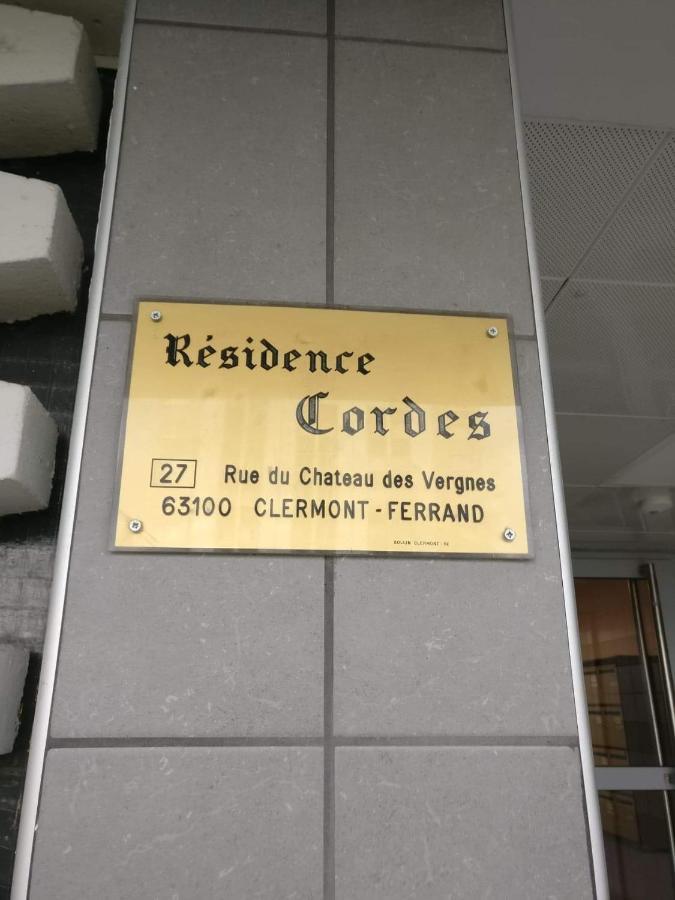 Résidence
Cordes
27 Rue du Chateau des Vergnes
63100 CLERMONT-FERRAND